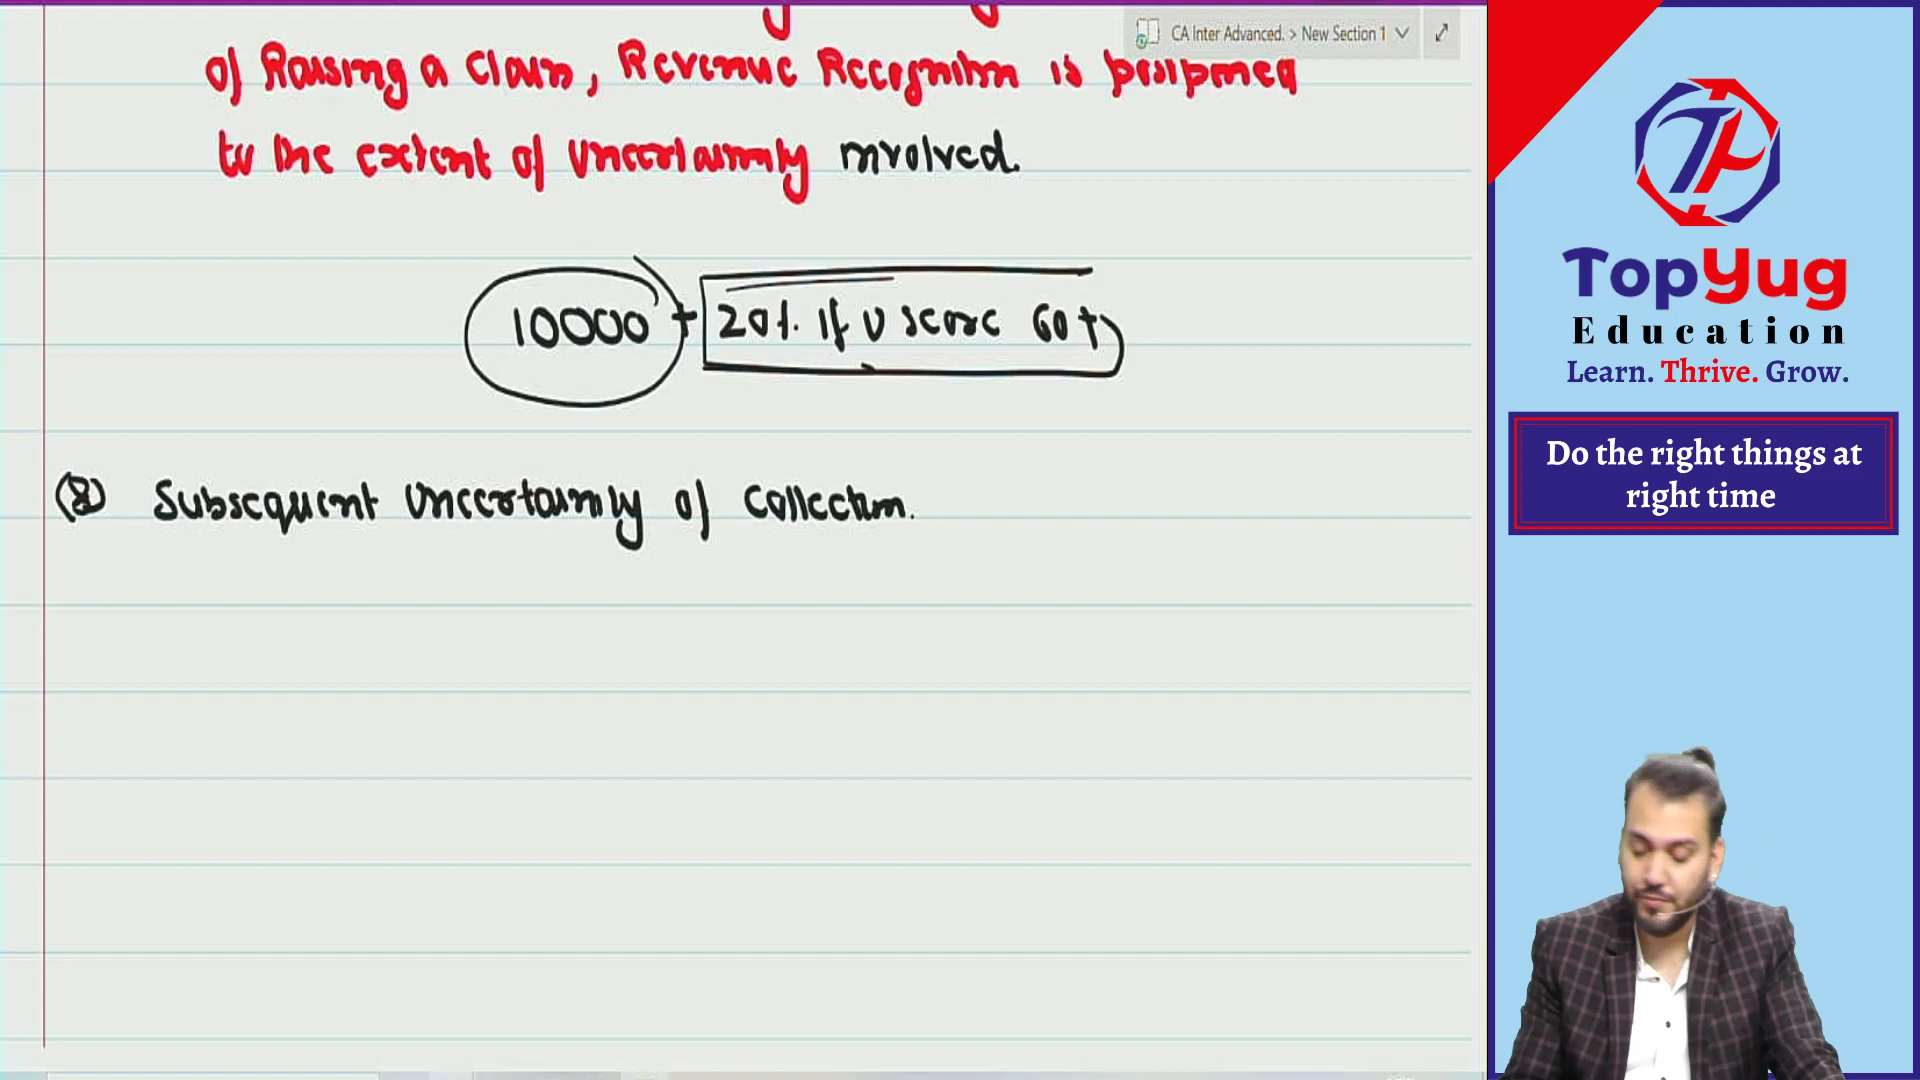 CA Inter Advanced. > New Section 1
of Raising a Claim, Revenue Recognition is postponed
to the extent of uncertainity involved.
10000 + 20%. If U score 60+
(8) Subsequent Uncertainity of Collection.
TopYug
Education
Learn. Thrive. Grow.
Do the right things at
right time